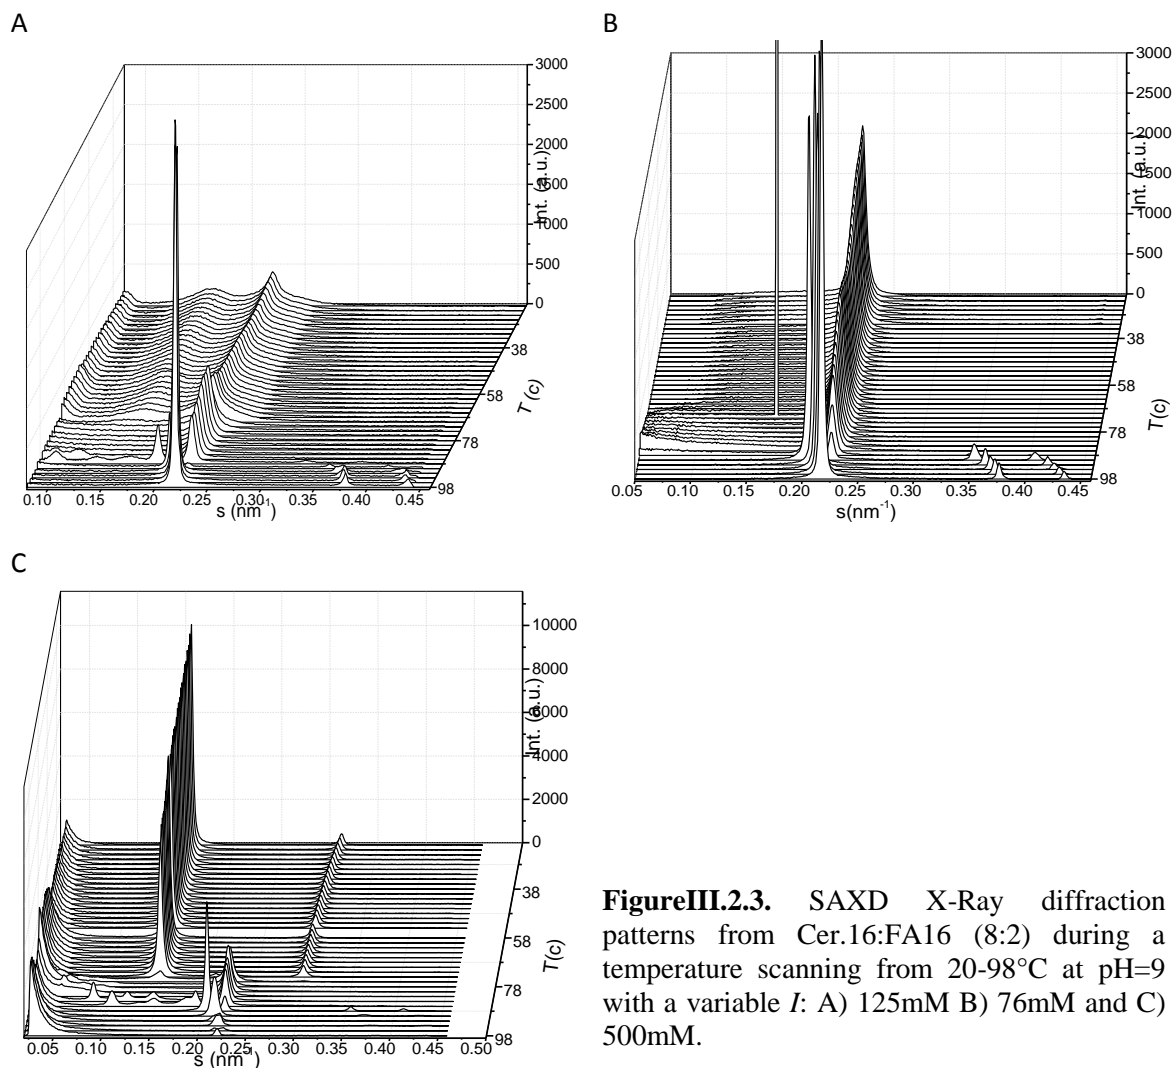 A
3000
2500
2000
1500
1000
500
0
Int. (a.u.)
38
58
78
98
T (c)
0.10 0.15 0.20 0.25 0.30 0.35 0.40 0.45
s (nm⁻¹)
B
3000
2500
2000
1500
1000
500
0
Int. (a.u.)
38
58
78
98
T(c)
0.05 0.10 0.20 0.30 0.35 0.40 0.45
s(nm⁻¹)
C
10000
8000
6000
4000
2000
0
Int. (a.u.)
38
58
78
98
T(c)
0.05 0.10 0.15 0.20 0.25 0.30 0.35 0.40 0.45 0.50
s (nm⁻¹)
FigureIII.2.3. SAXD X-Ray diffraction
patterns from Cer.16:FA16 (8:2) during a
temperature scanning from 20-98°C at pH=9
with a variable I: A) 125mM B) 76mM and C)
500mM.